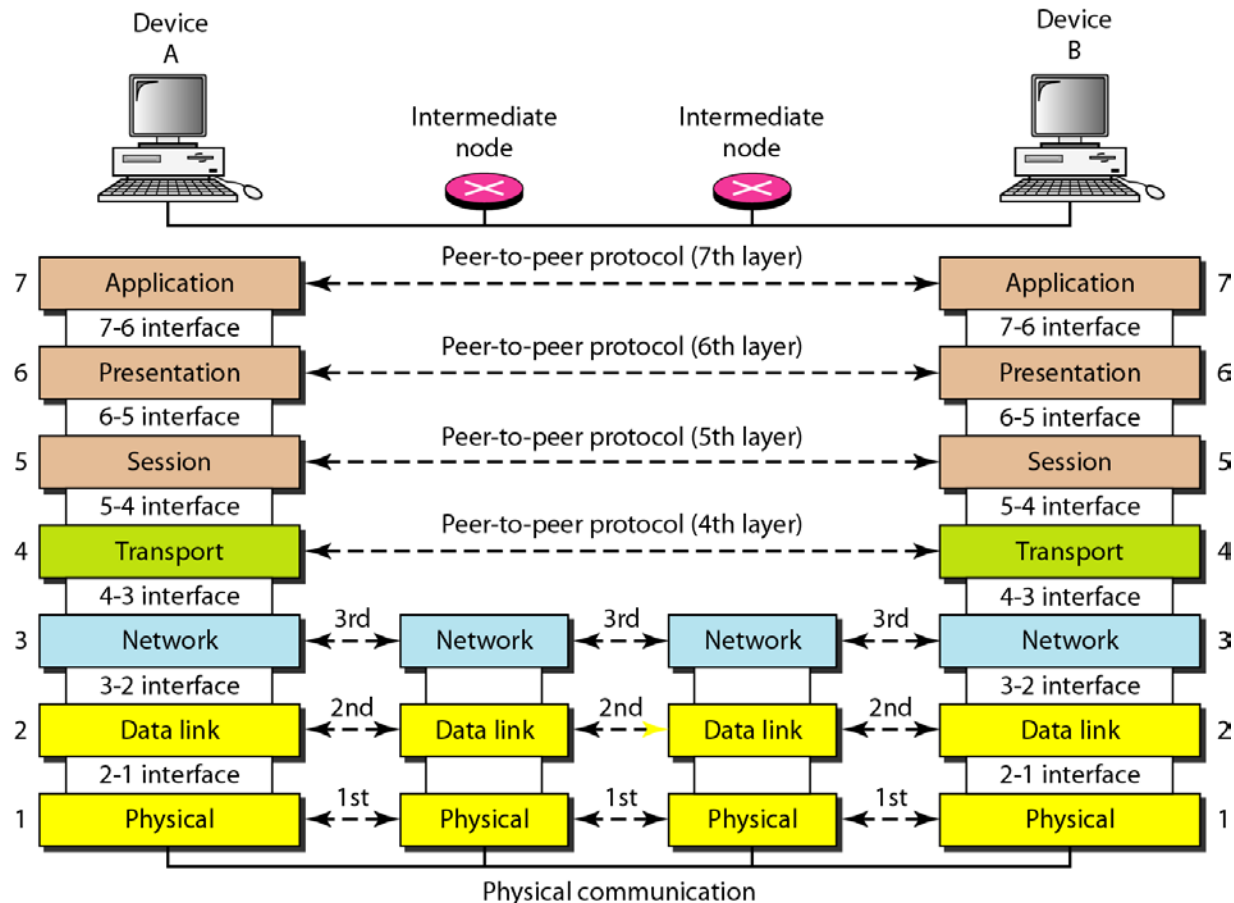 Device
A
Device
B
Intermediate
node
Intermediate
node
Peer-to-peer protocol (7th layer)
7 Application Application 7
7-6 interface 7-6 interface
Peer-to-peer protocol (6th layer)
6 Presentation Presentation 6
6-5 interface 6-5 interface
Peer-to-peer protocol (5th layer)
5 Session Session 5
5-4 interface 5-4 interface
Peer-to-peer protocol (4th layer)
4 Transport Transport 4
4-3 interface 4-3 interface
3rd 3rd 3rd
3 Network Network Network Network 3
3-2 interface 3-2 interface
2nd 2nd 2nd
2 Data link Data link Data link Data link 2
2-1 interface 2-1 interface
1st 1st 1st
1 Physical Physical Physical Physical 1
Physical communication